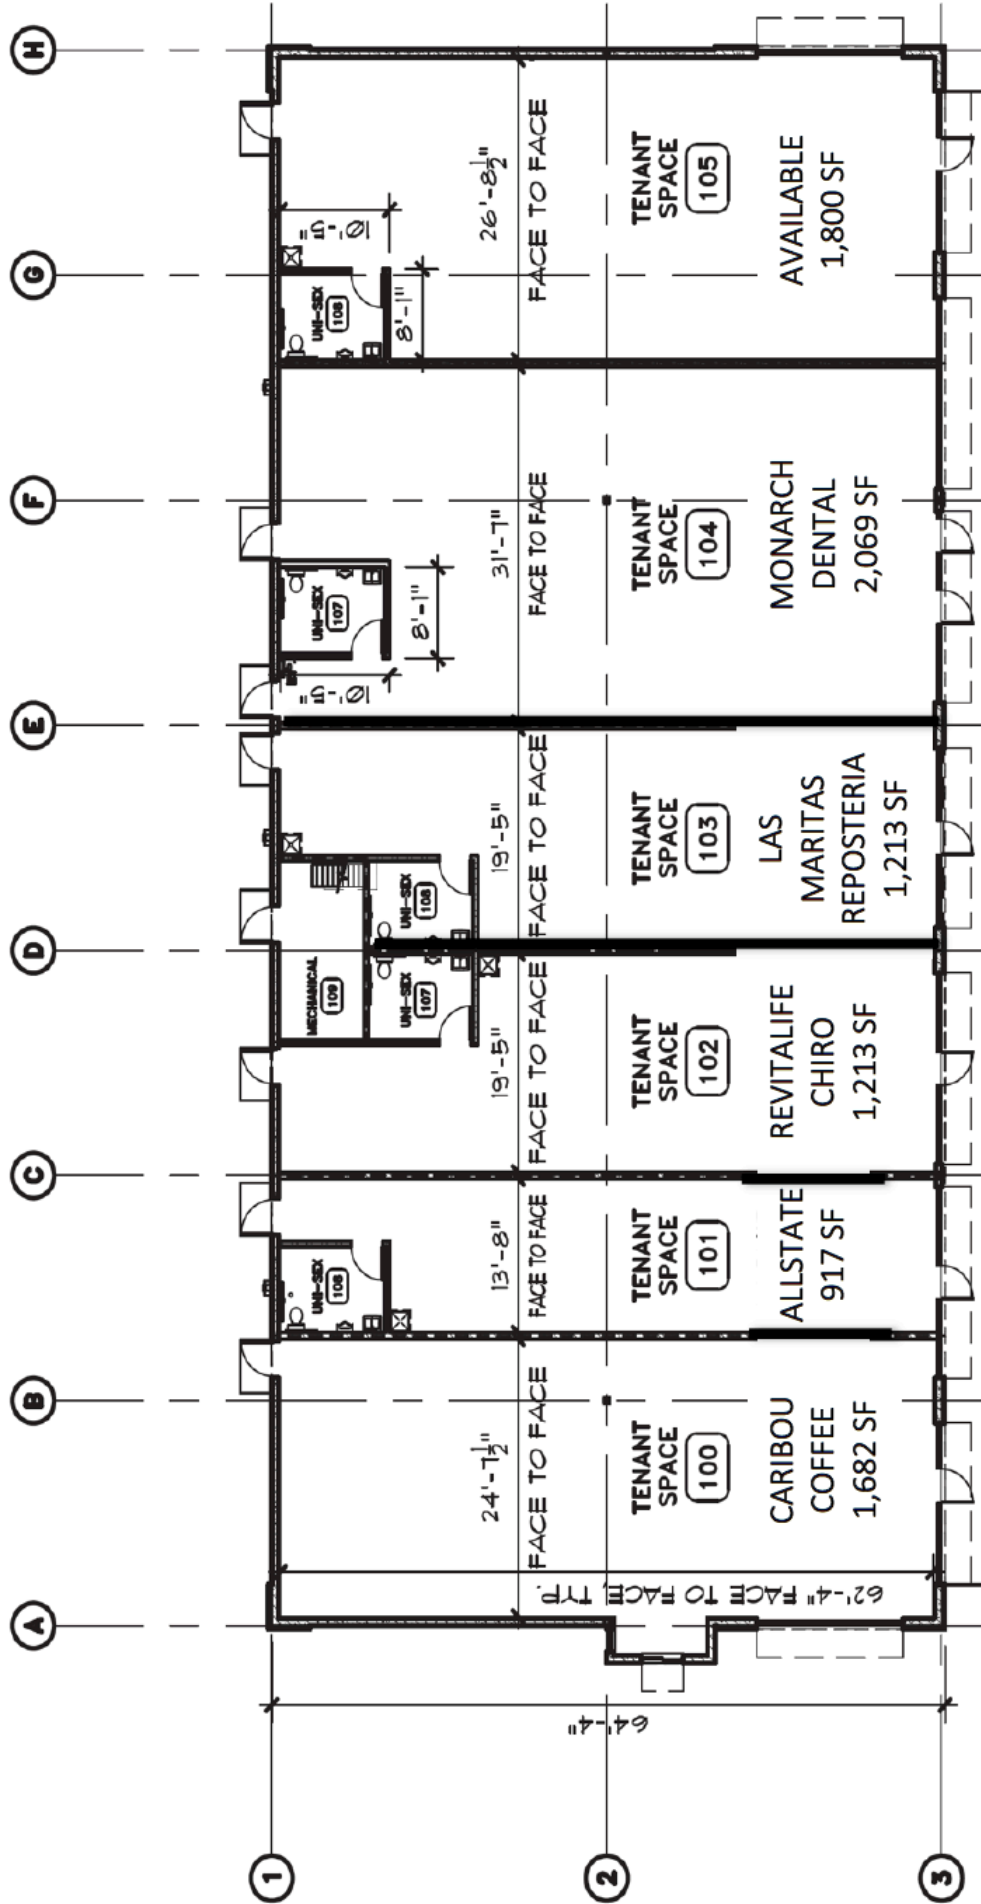 H
G
F
E
D
C
B
A
1
2
3
TENANT
SPACE
105
AVAILABLE
1,800 SF
26'-8½"
FACE TO FACE
UNI-SEX
108
8'-1"
TENANT
SPACE
104
MONARCH
DENTAL
2,069 SF
31'-7"
FACE TO FACE
UNI-SEX
107
8'-1"
TENANT
SPACE
103
LAS
MARITAS
REPOSTERIA
1,213 SF
19'-5"
FACE TO FACE
UNI-SEX
108
MECHANICAL
109
TENANT
SPACE
102
REVITALIFE
CHIRO
1,213 SF
19'-5"
FACE TO FACE
UNI-SEX
107
TENANT
SPACE
101
ALLSTATE
917 SF
13'-8"
FACE TO FACE
UNI-SEX
106
TENANT
SPACE
100
CARIBOU
COFFEE
1,682 SF
24'-7½"
FACE TO FACE
62'-4" FACE TO FACE, TYP.
64'-4"